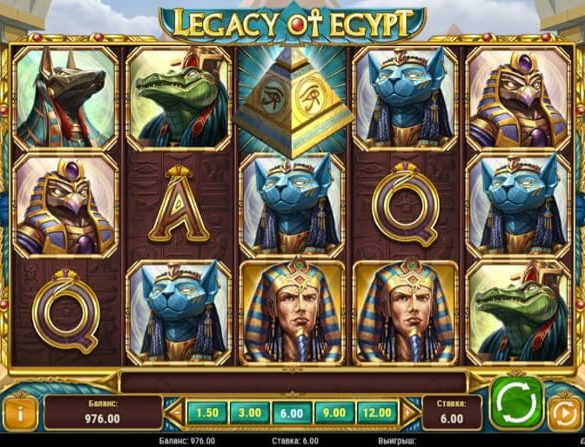 LEGACY OF EGYPT
A
Q
Q
Баланс:
976.00
1.50
3.00
6.00
9.00
12.00
Ставка:
6.00
Баланс: 976.00
Ставка: 6.00
Выигрыш: